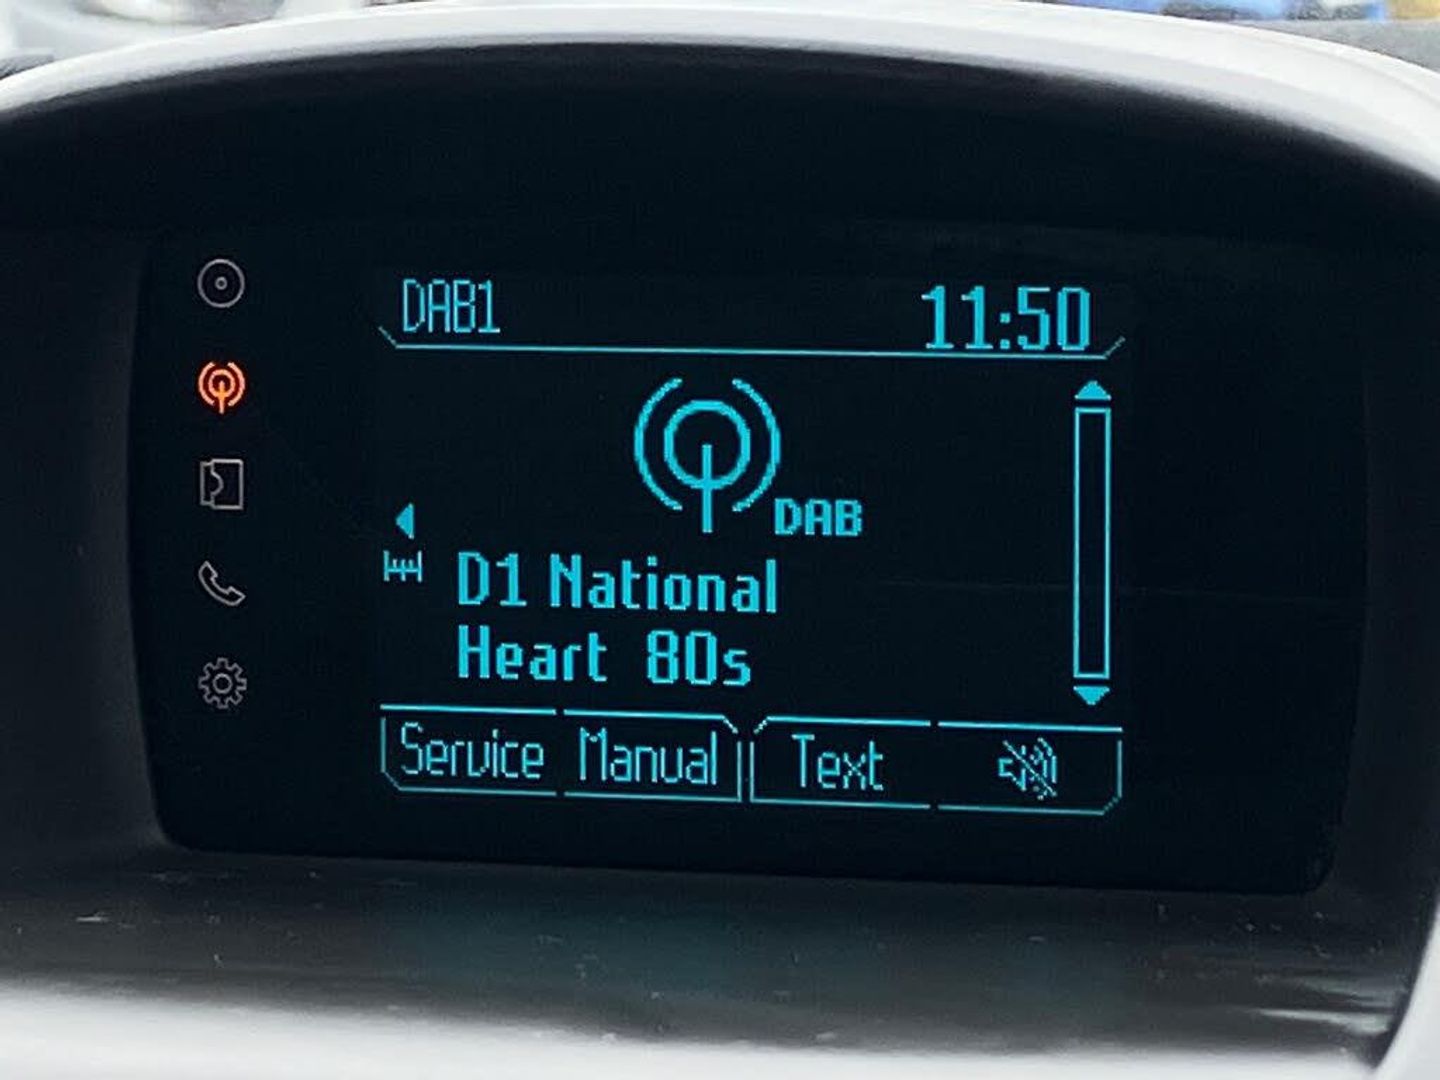 DAB1 11:50
DAB
D1 National
Heart 80s
Service Manual Text